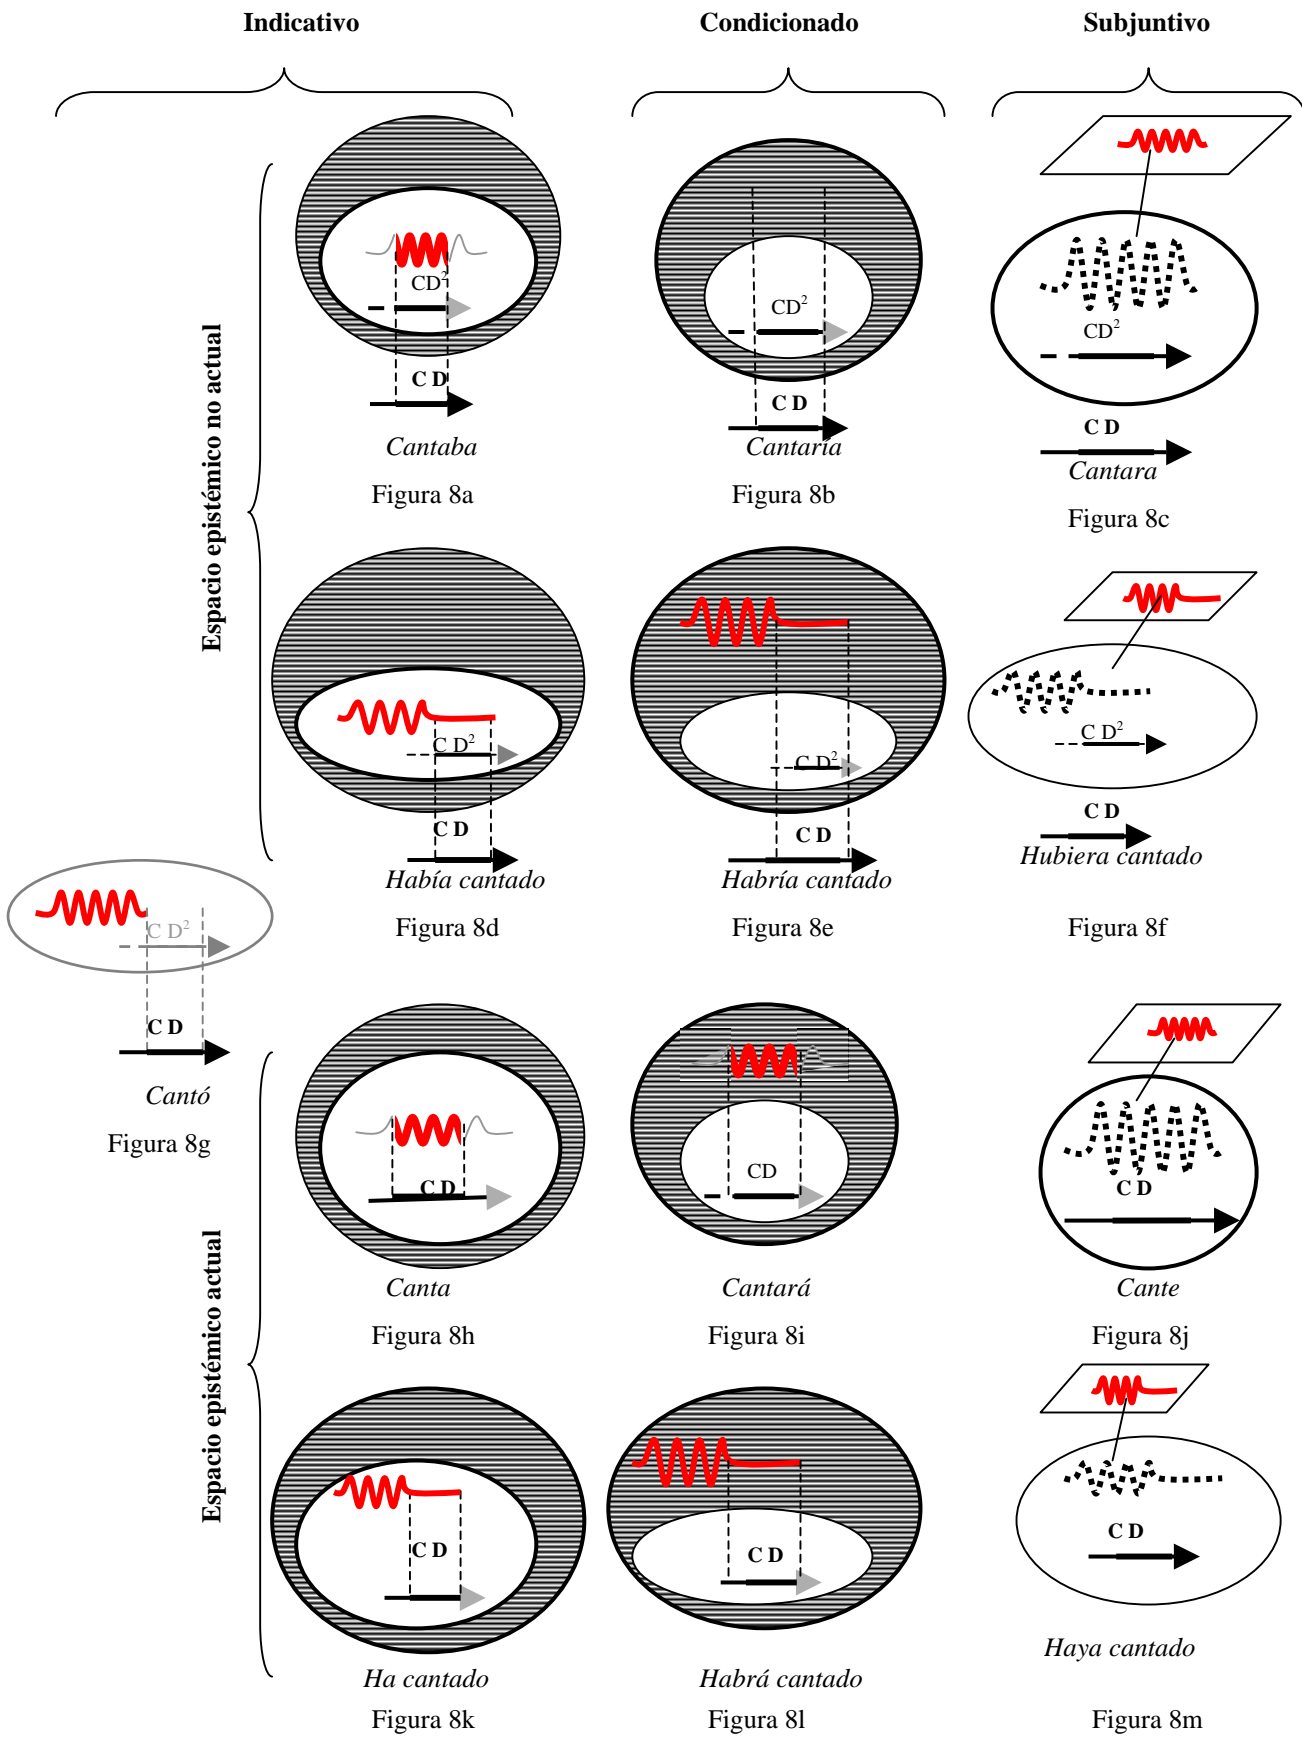 Indicativo
Condicionado
Subjuntivo
Espacio epistémico no actual
CD²
C D
Cantaba
Figura 8a
CD²
C D
Cantaría
Figura 8b
CD²
C D
Cantara
Figura 8c
C D²
C D
Había cantado
Figura 8d
C D²
C D
Habría cantado
Figura 8e
C D²
C D
Hubiera cantado
Figura 8f
C D²
C D
Cantó
Figura 8g
Espacio epistémico actual
C D
Canta
Figura 8h
CD
Cantará
Figura 8i
C D
Cante
Figura 8j
C D
Ha cantado
Figura 8k
C D
Habrá cantado
Figura 8l
C D
Haya cantado
Figura 8m